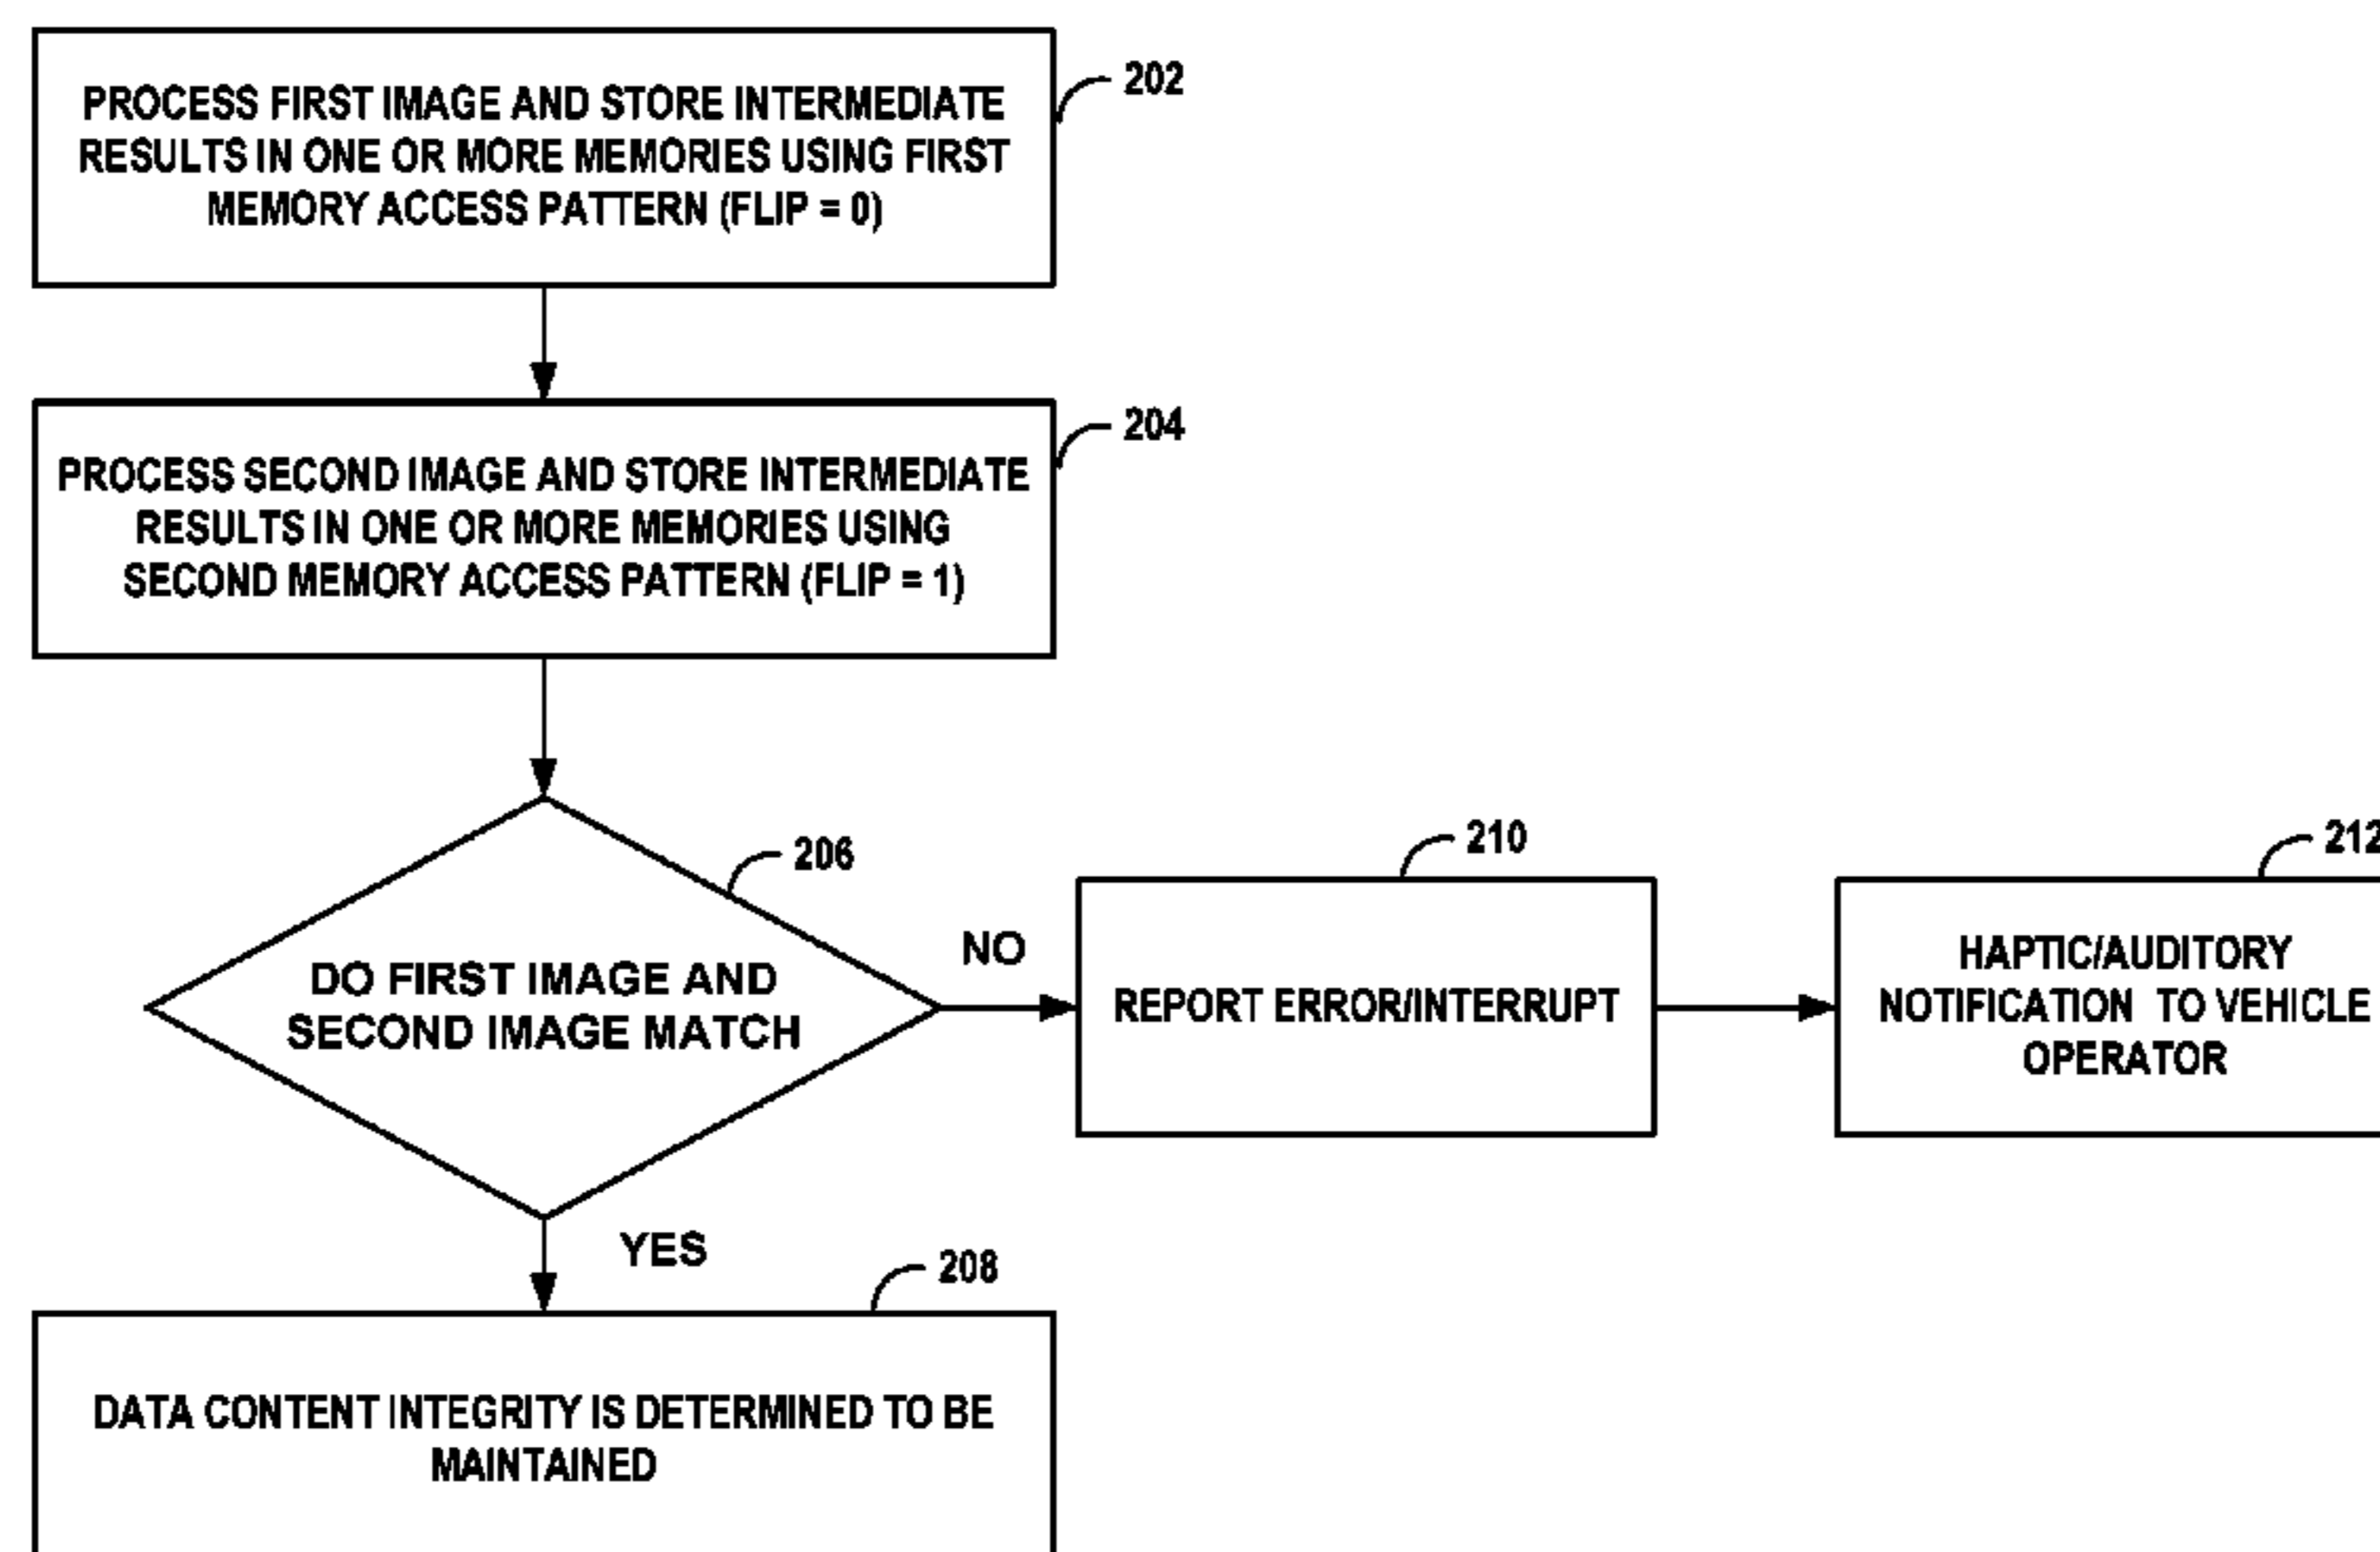 PROCESS FIRST IMAGE AND STORE INTERMEDIATE
RESULTS IN ONE OR MORE MEMORIES USING FIRST
MEMORY ACCESS PATTERN (FLIP = 0)
202
PROCESS SECOND IMAGE AND STORE INTERMEDIATE
RESULTS IN ONE OR MORE MEMORIES USING
SECOND MEMORY ACCESS PATTERN (FLIP = 1)
204
DO FIRST IMAGE AND
SECOND IMAGE MATCH
206
NO
REPORT ERROR/INTERRUPT
210
HAPTIC/AUDITORY
NOTIFICATION TO VEHICLE
OPERATOR
212
YES
208
DATA CONTENT INTEGRITY IS DETERMINED TO BE
MAINTAINED